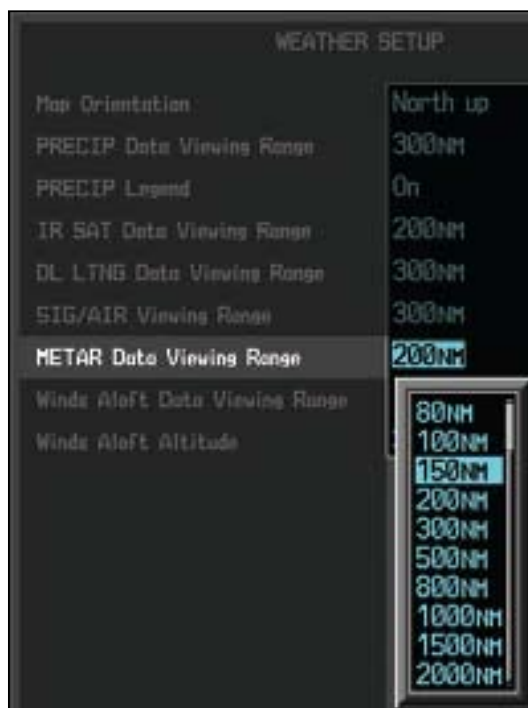 WEATHER SETUP
Map Orientation North up
PRECIP Data Viewing Range 300NM
PRECIP Legend On
IR SAT Data Viewing Range 200NM
DL LTNG Data Viewing Range 300NM
SIG/AIR Viewing Range 300NM
METAR Data Viewing Range 200NM
Winds Aloft Data Viewing Range
Winds Aloft Altitude
80NM
100NM
150NM
200NM
300NM
500NM
800NM
1000NM
1500NM
2000NM